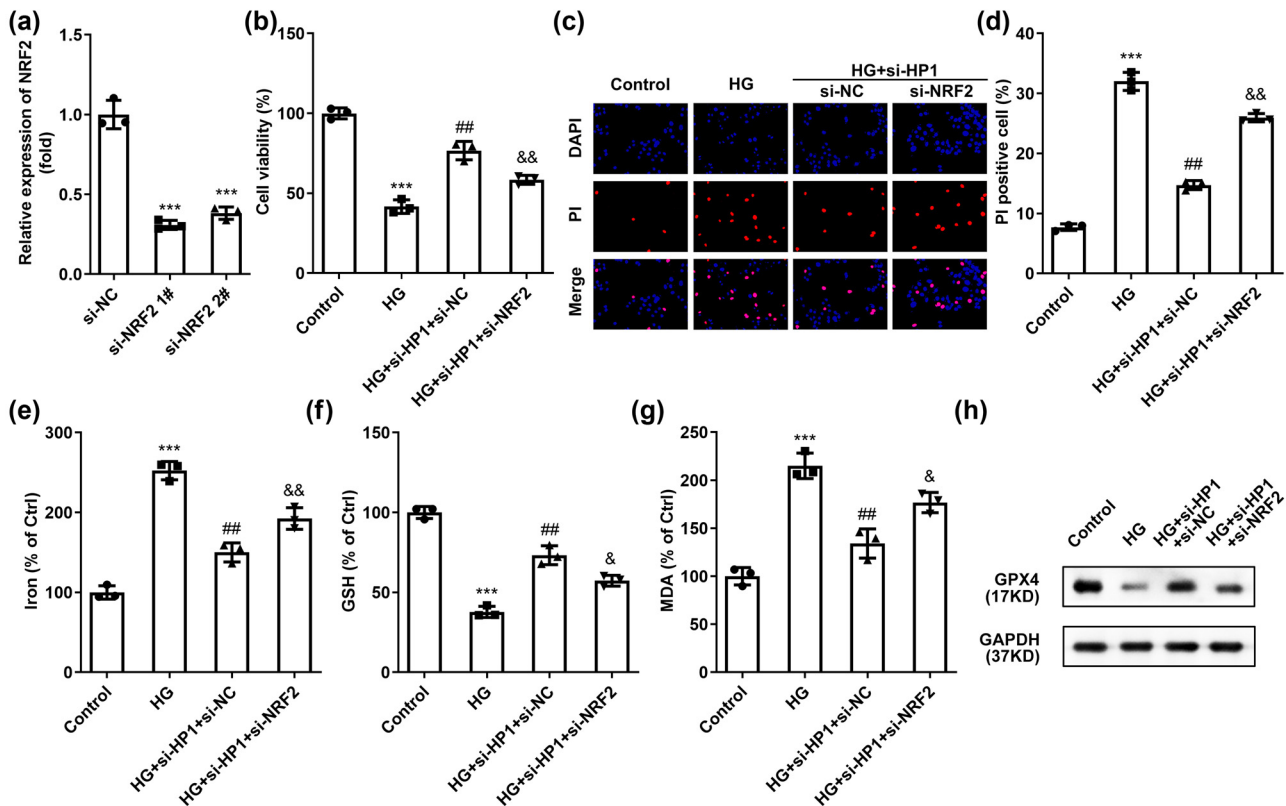 (a)
Relative expression of NRF2
(fold)
1.5
1.0
0.5
0.0
***
***
si-NC
si-NRF2 1#
si-NRF2 2#
(b)
Cell viability (%)
150
100
50
0
***
##
&&
Control
HG
HG+si-HP1+si-NC
HG+si-HP1+si-NRF2
(c)
HG+si-HP1
Control HG si-NC si-NRF2
DAPI
PI
Merge
(d)
PI positive cell (%)
40
30
20
10
0
***
##
&&
Control
HG
HG+si-HP1+si-NC
HG+si-HP1+si-NRF2
(e)
Iron (% of Ctrl)
300
200
100
0
***
##
&&
Control
HG
HG+si-HP1+si-NC
HG+si-HP1+si-NRF2
(f)
GSH (% of Ctrl)
150
100
50
0
***
##
&
Control
HG
HG+si-HP1+si-NC
HG+si-HP1+si-NRF2
(g)
MDA (% of Ctrl)
250
200
150
100
50
0
***
##
&
Control
HG
HG+si-HP1+si-NC
HG+si-HP1+si-NRF2
(h)
Control
HG
HG+si-HP1
+si-NC
HG+si-HP1
+si-NRF2
GPX4
(17KD)
GAPDH
(37KD)